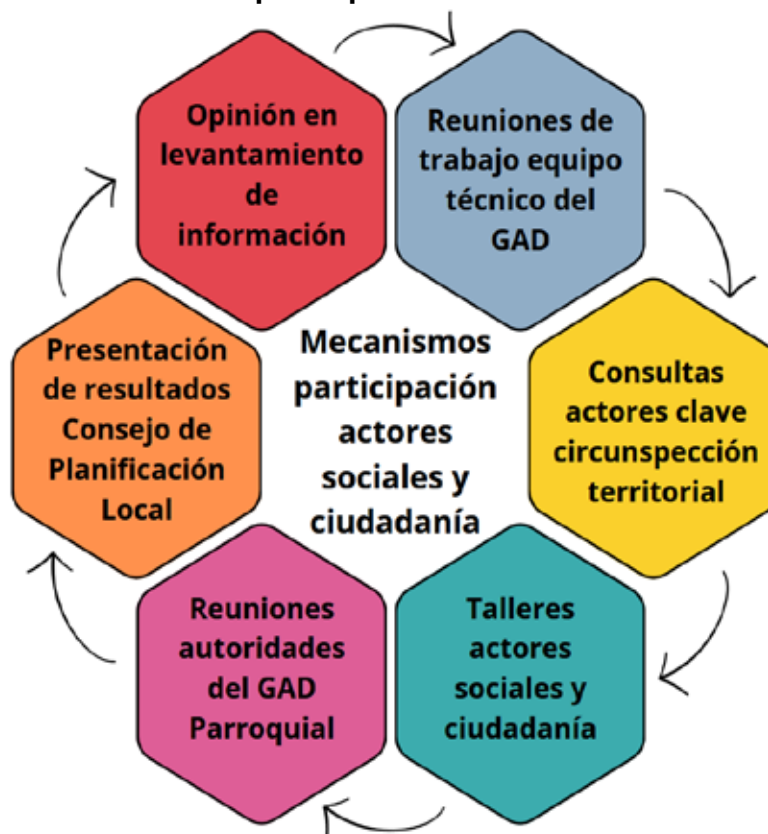 Opinión en
levantamiento
de
información
Reuniones de
trabajo equipo
técnico del
GAD
Consultas
actores clave
circunspección
territorial
Talleres
actores
sociales y
ciudadanía
Reuniones
autoridades
del GAD
Parroquial
Presentación
de resultados
Consejo de
Planificación
Local
Mecanismos
participación
actores
sociales y
ciudadanía